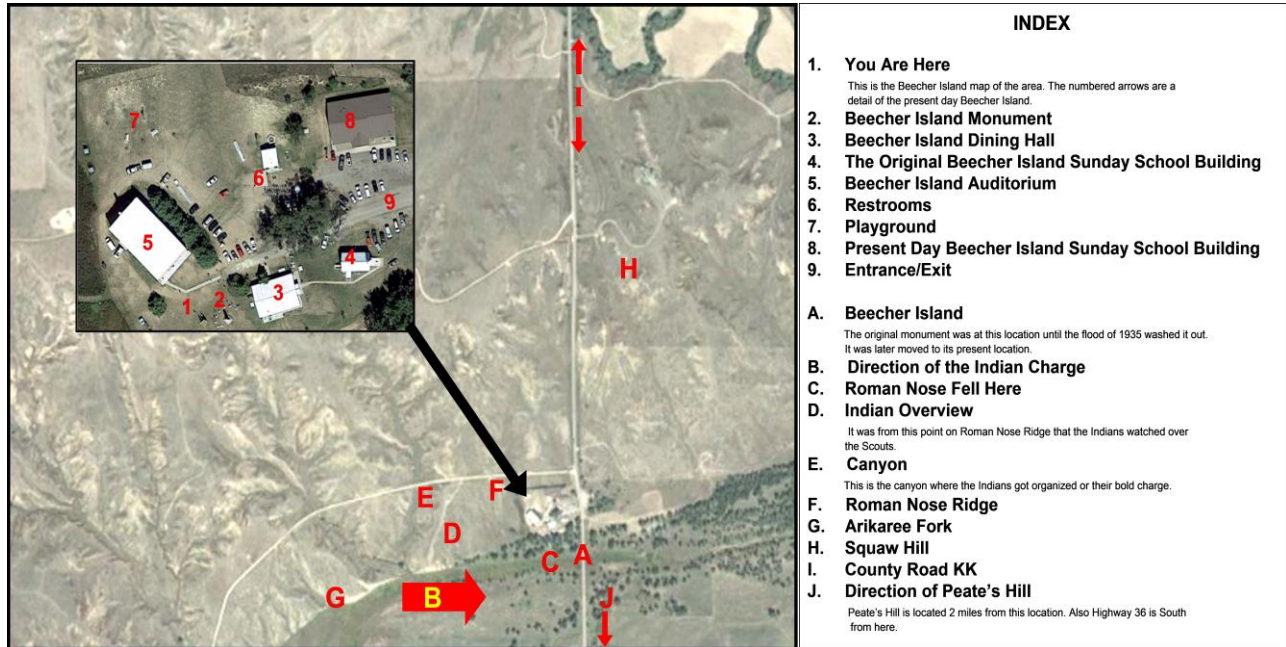 7
8
6
9
5
4
3
2
1
I
H
F
E
D
A
C
B
G
J
INDEX
1. You Are Here
This is the Beecher Island map of the area. The numbered arrows are a
detail of the present day Beecher Island.
2. Beecher Island Monument
3. Beecher Island Dining Hall
4. The Original Beecher Island Sunday School Building
5. Beecher Island Auditorium
6. Restrooms
7. Playground
8. Present Day Beecher Island Sunday School Building
9. Entrance/Exit
A. Beecher Island
The original monument was at this location until the flood of 1935 washed it out.
It was later moved to its present location.
B. Direction of the Indian Charge
C. Roman Nose Fell Here
D. Indian Overview
It was from this point on Roman Nose Ridge that the Indians watched over
the Scouts.
E. Canyon
This is the canyon where the Indians got organized or their bold charge.
F. Roman Nose Ridge
G. Arikaree Fork
H. Squaw Hill
I. County Road KK
J. Direction of Peate's Hill
Peate's Hill is located 2 miles from this location. Also Highway 36 is South
from here.